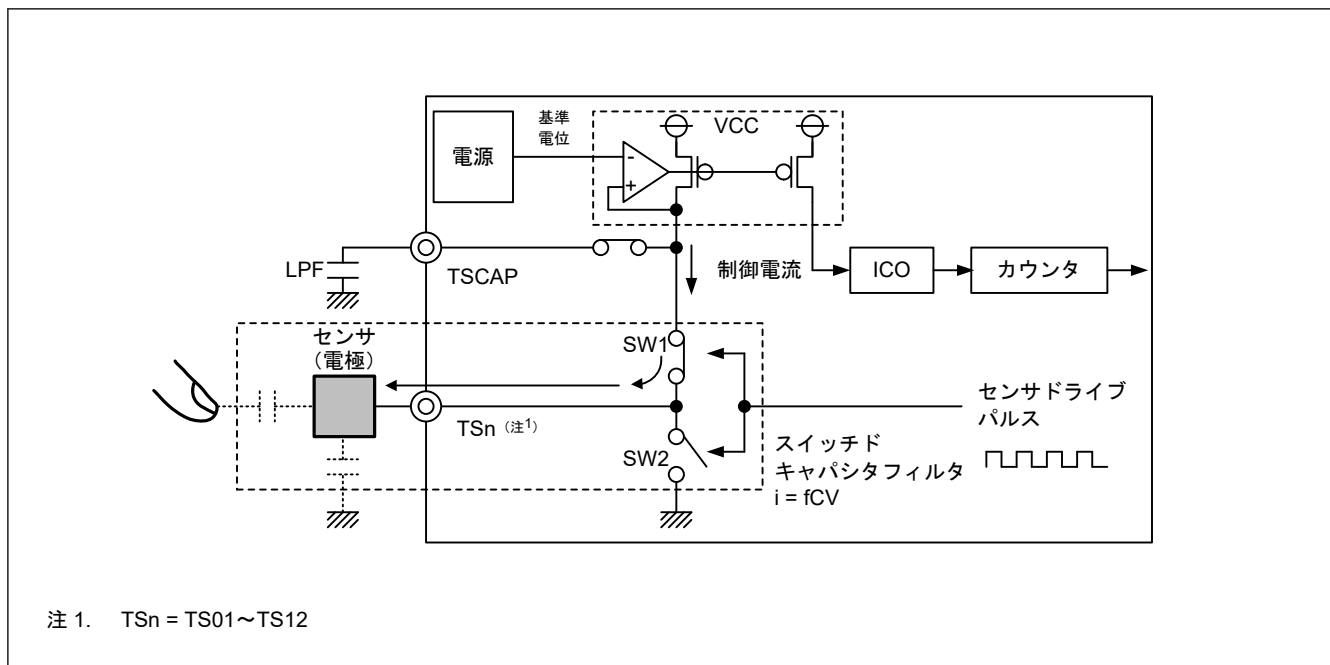 電源
基準
電位
VCC
-
+
LPF
TSCAP
制御電流
ICO
カウンタ
センサ
（電極）
SW1
TSn（注1）
SW2
スイッチド
キャパシタフィルタ
i = fCV
センサドライブ
パルス
注 1. TSn = TS01～TS12